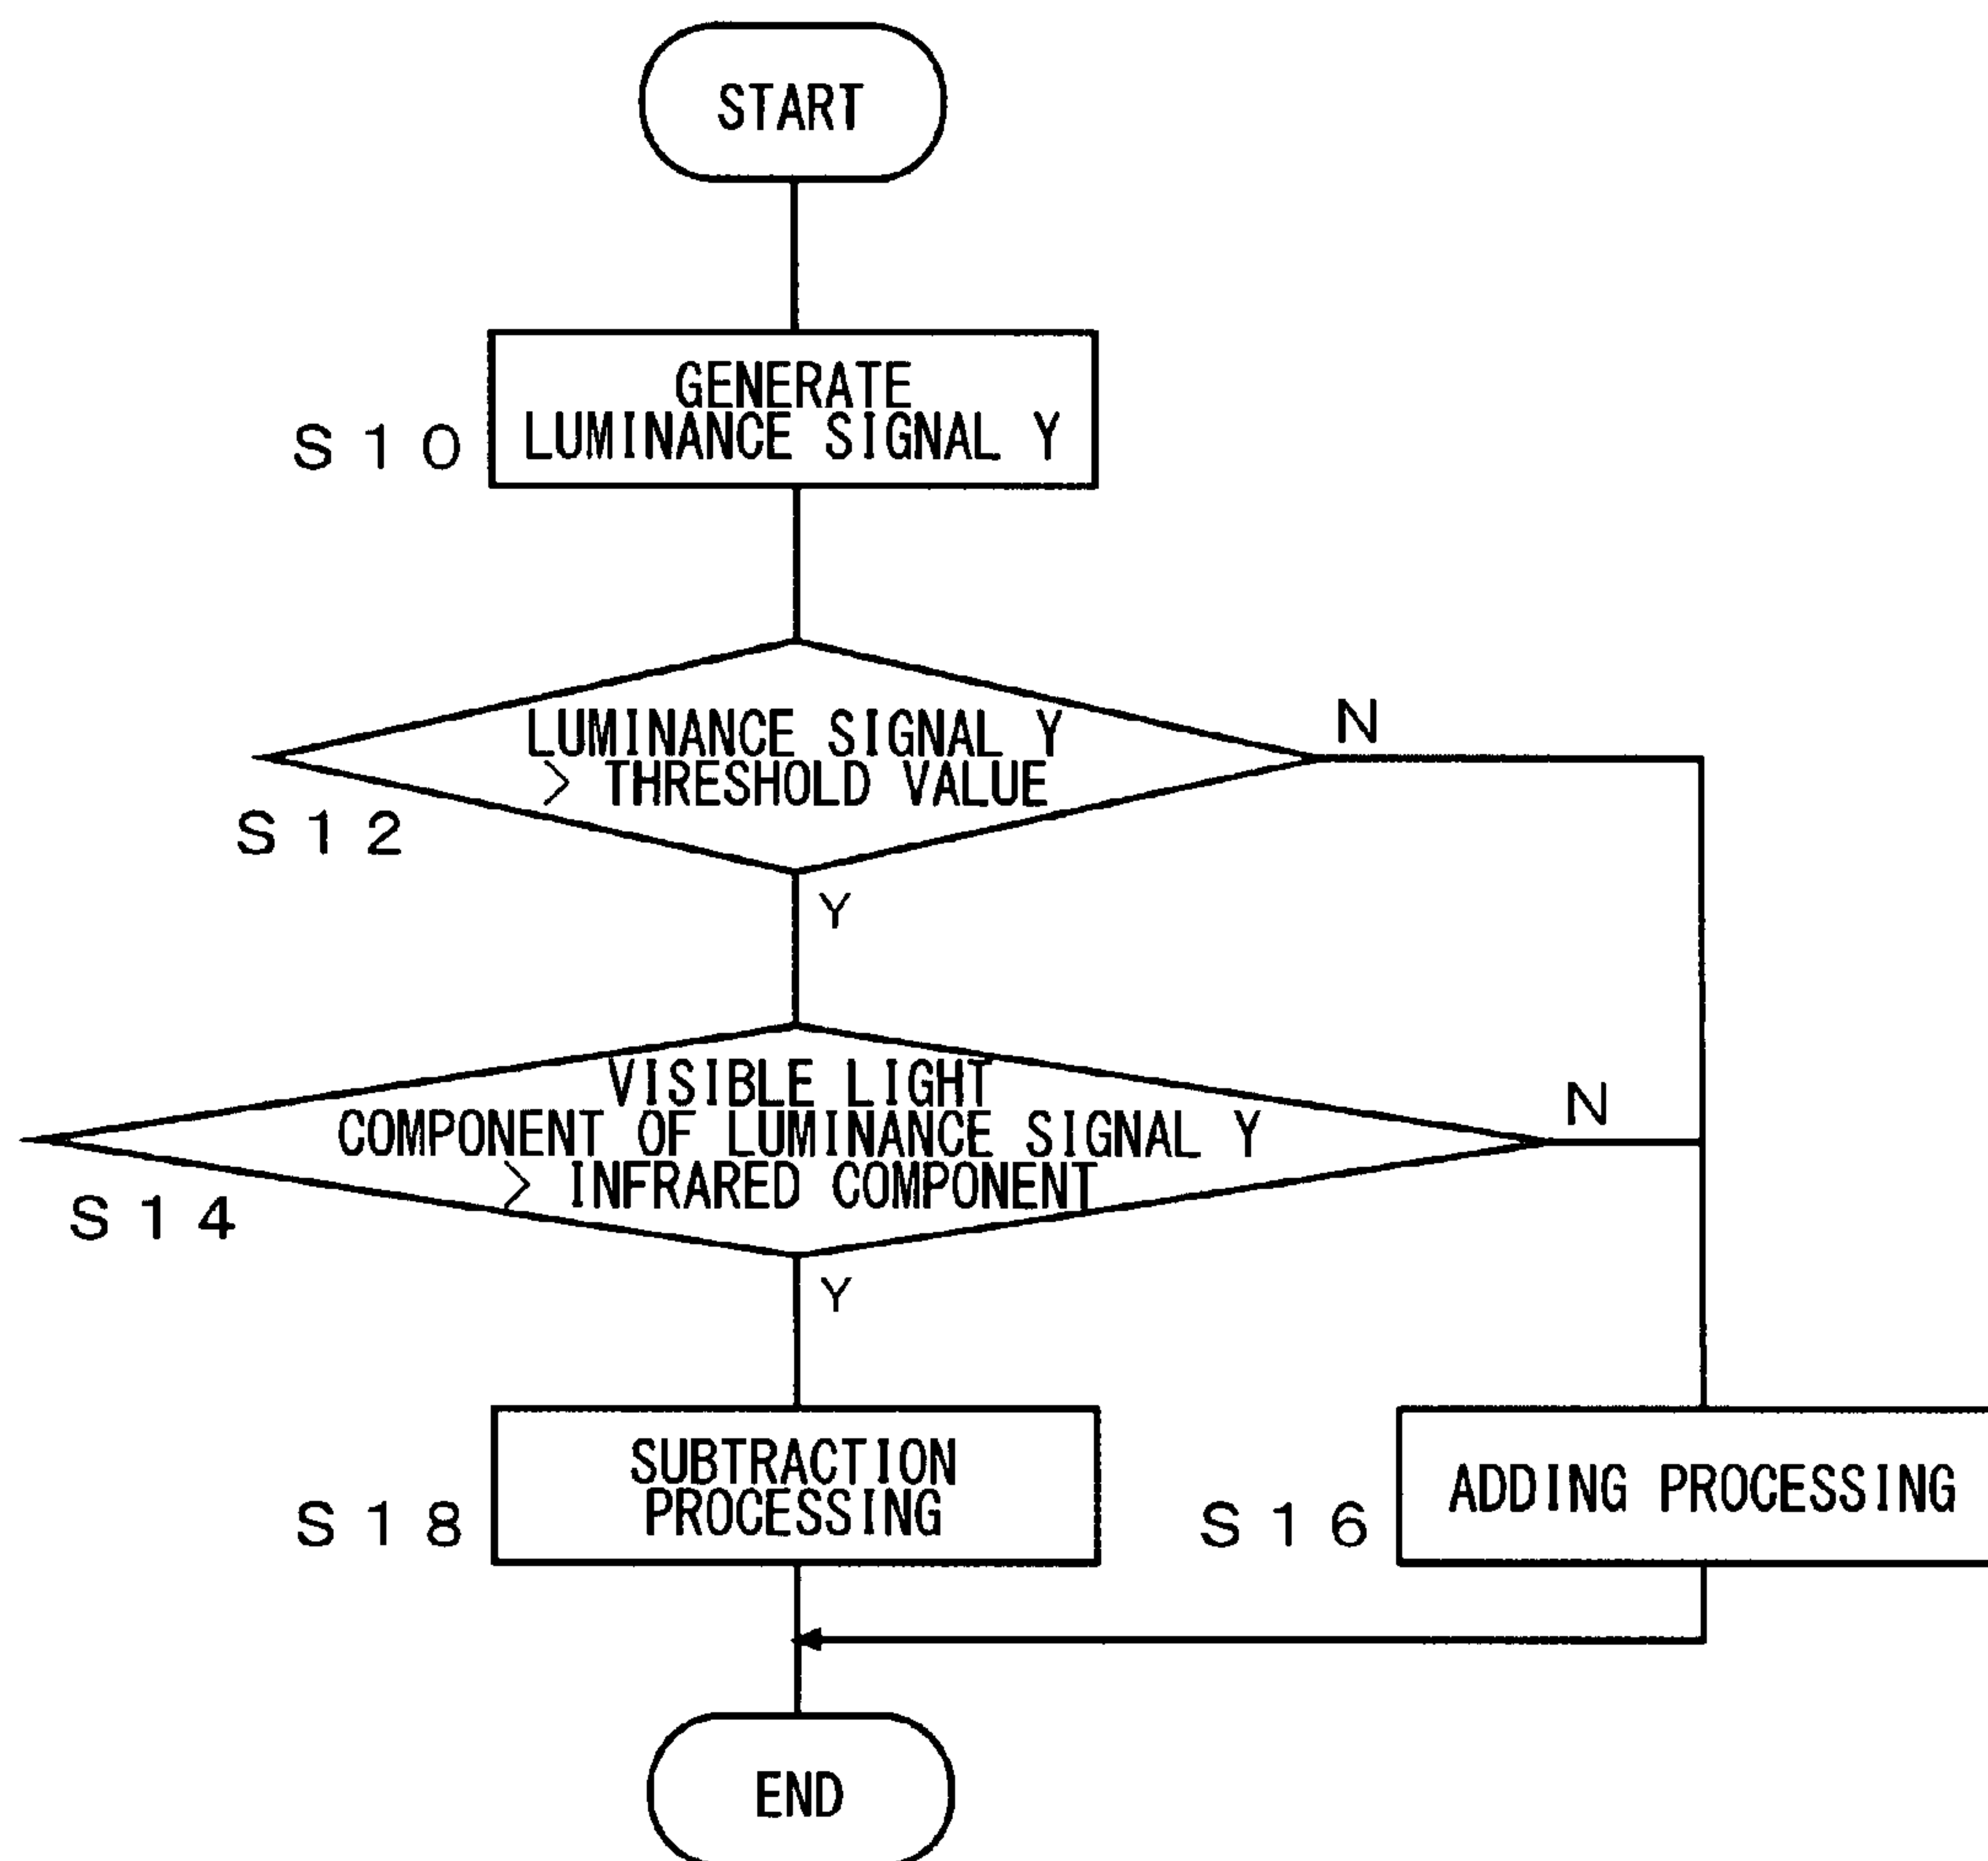 START
GENERATE
LUMINANCE SIGNAL Y
S10
LUMINANCE SIGNAL Y
> THRESHOLD VALUE
N
S12
Y
VISIBLE LIGHT
COMPONENT OF LUMINANCE SIGNAL Y
> INFRARED COMPONENT
N
S14
Y
SUBTRACTION
PROCESSING
S18
ADDING PROCESSING
S16
END